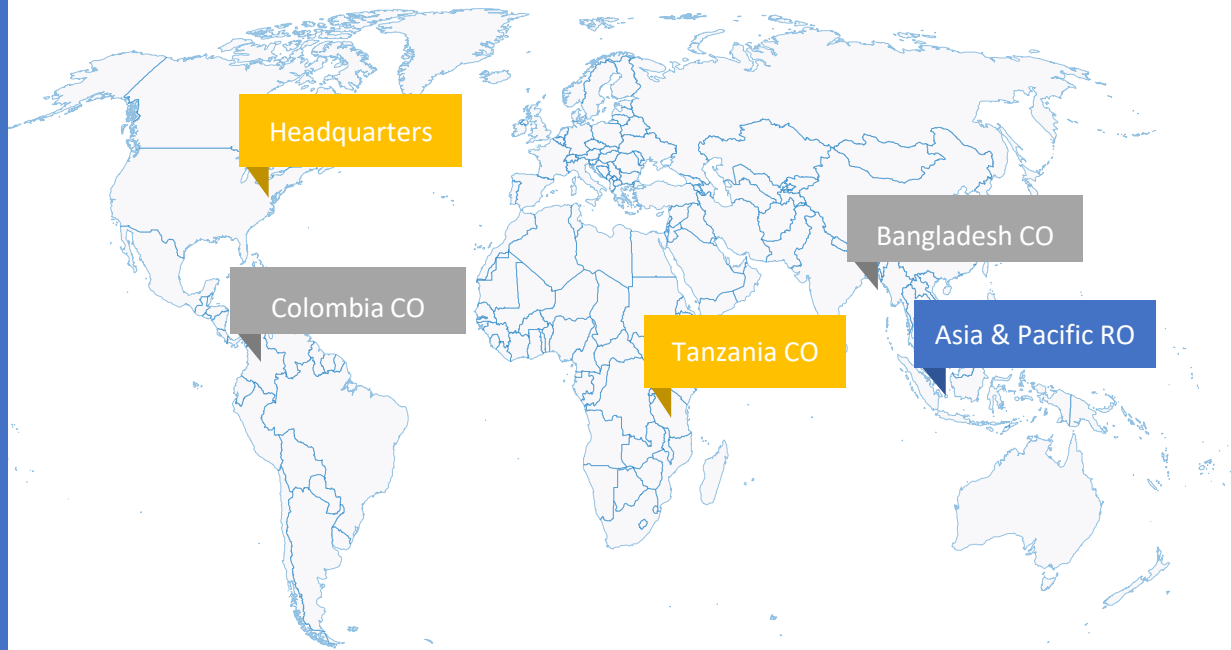 Headquarters
Bangladesh CO
Colombia CO
Asia & Pacific RO
Tanzania CO